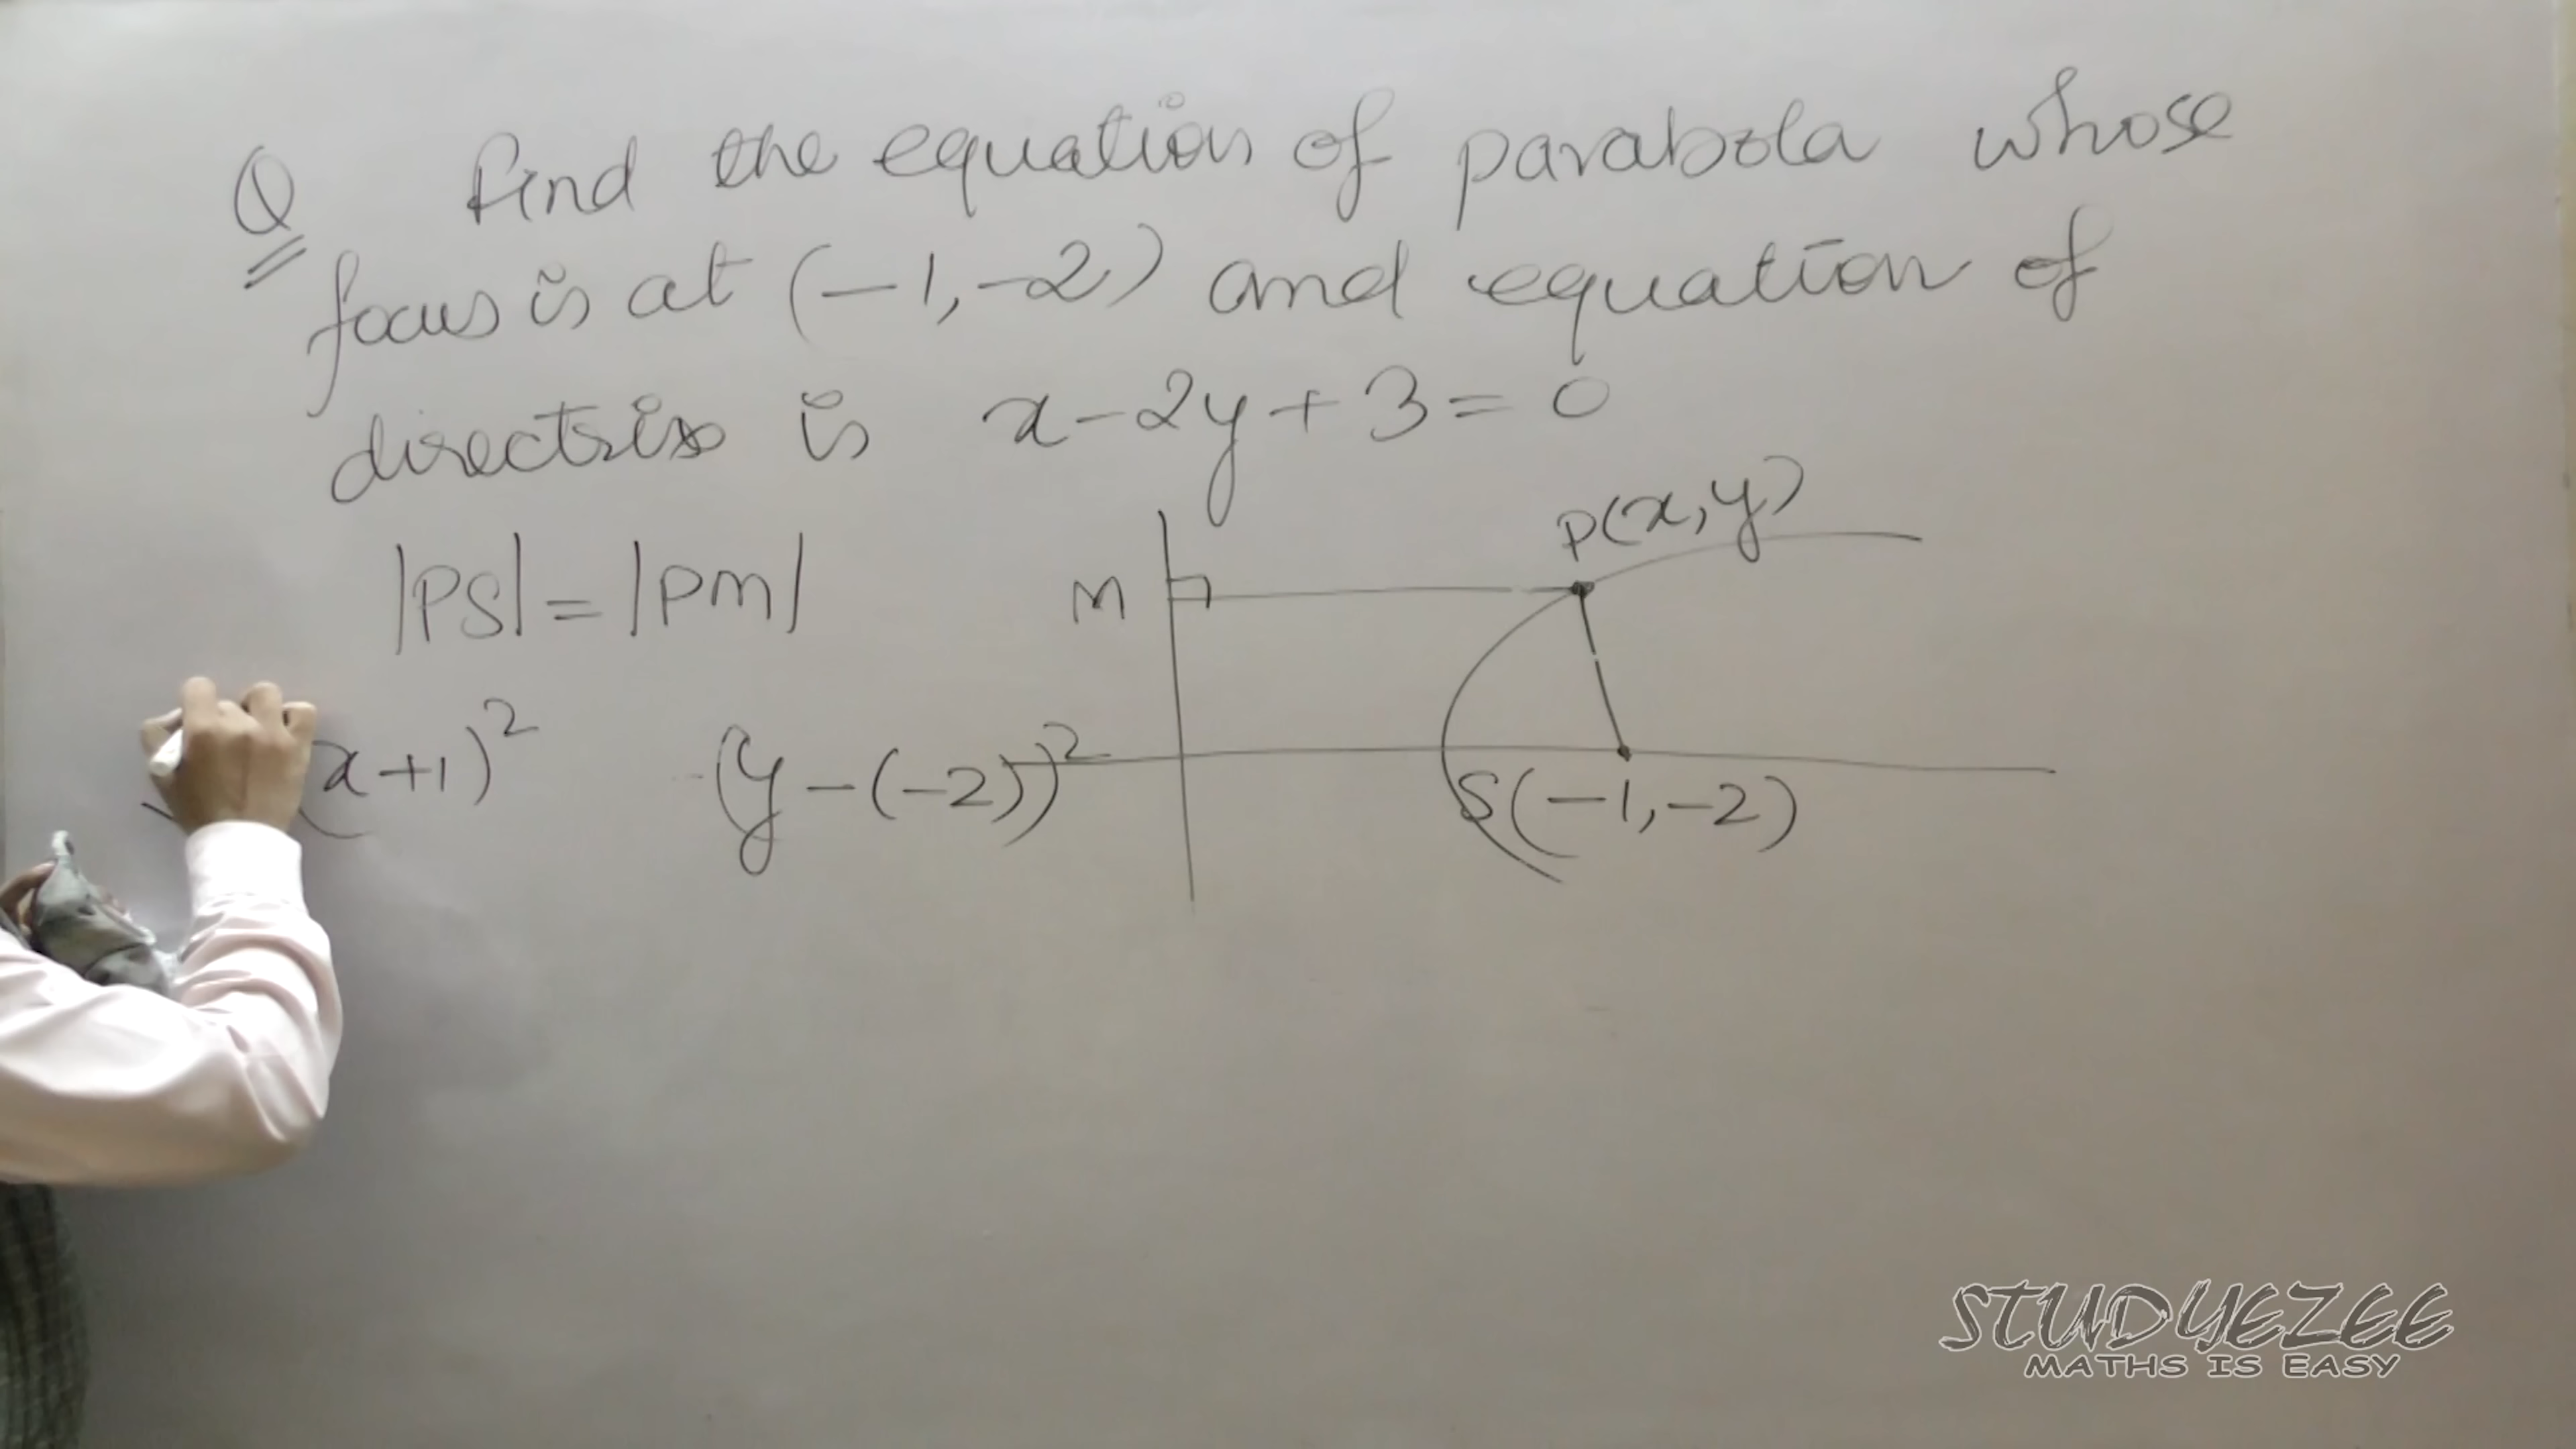 Q Find the equation of parabola whose
focus is at (-1,-2) and equation of
directrix is x-2y+3=0
P(x,y)
|PS|=|PM|
M
(x+1)² (y-(-2))²
S(-1,-2)
STUDYEZEE
MATHS IS EASY